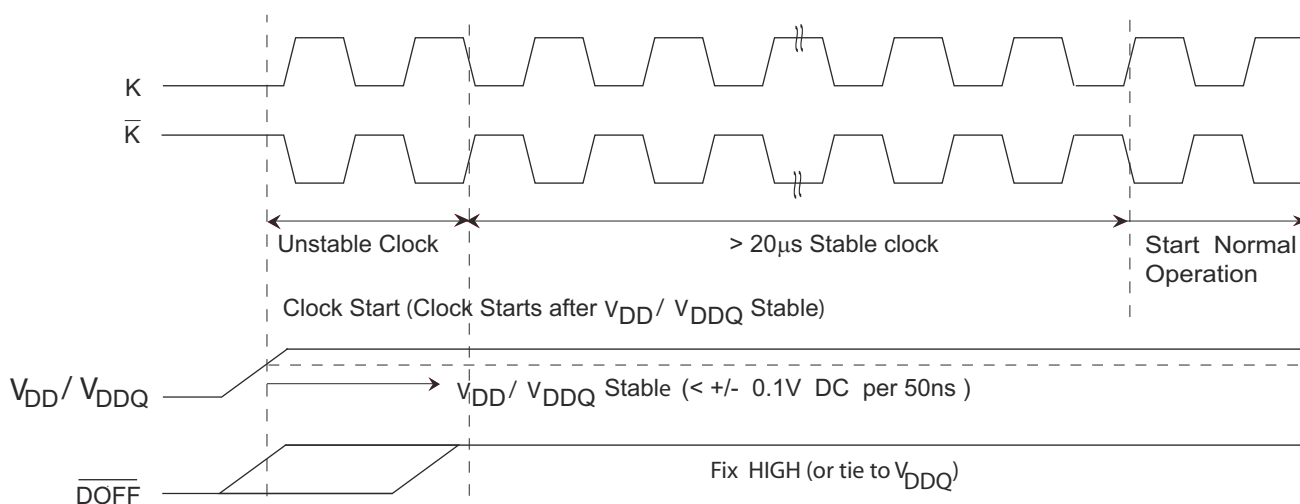 K
K̅
Unstable Clock
> 20μs Stable clock
Start Normal
Operation
Clock Start (Clock Starts after VDD / VDDQ Stable)
VDD / VDDQ
VDD / VDDQ Stable (< +/- 0.1V DC per 50ns )
Fix HIGH (or tie to VDDQ)
D̅O̅F̅F̅